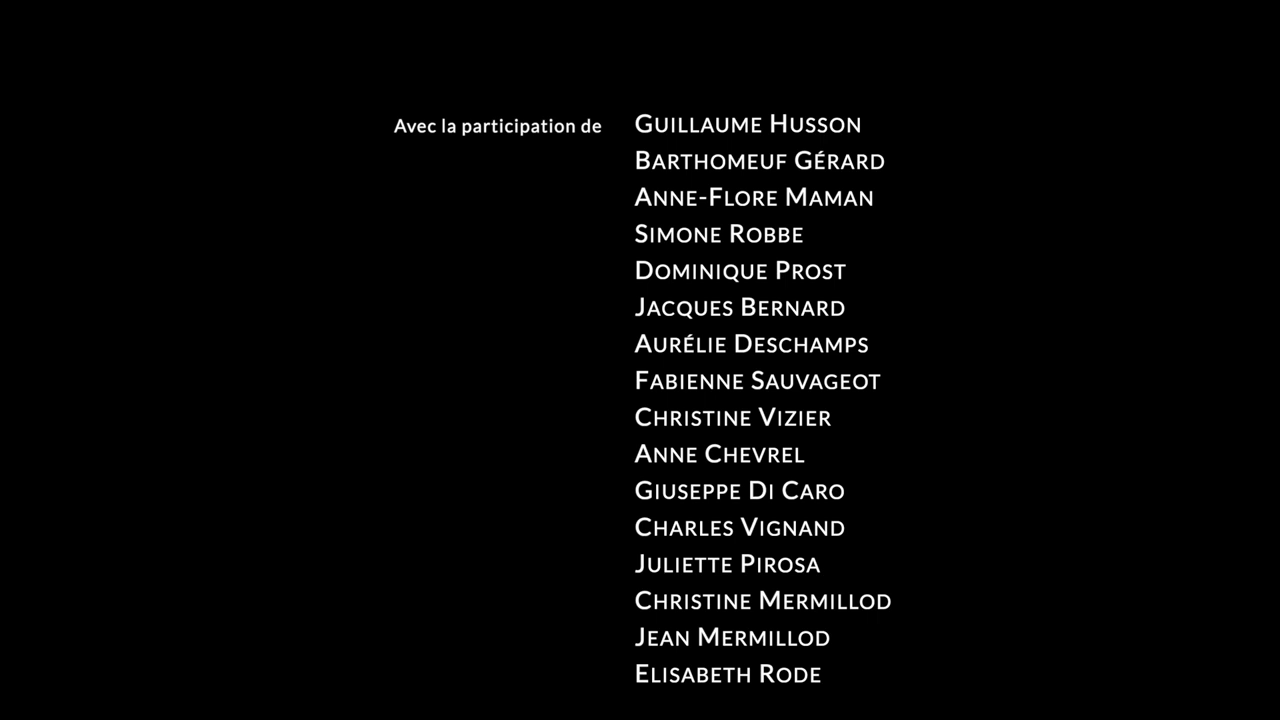 Avec la participation de GUILLAUME HUSSON
BARTHOMEUF GÉRARD
ANNE-FLORE MAMAN
SIMONE ROBBE
DOMINIQUE PROST
JACQUES BERNARD
AURÉLIE DESCHAMPS
FABIENNE SAUVAGEOT
CHRISTINE VIZIER
ANNE CHEVREL
GIUSEPPE DI CARO
CHARLES VIGNAND
JULIETTE PIROSA
CHRISTINE MERMILLOD
JEAN MERMILLOD
ELISABETH RODE